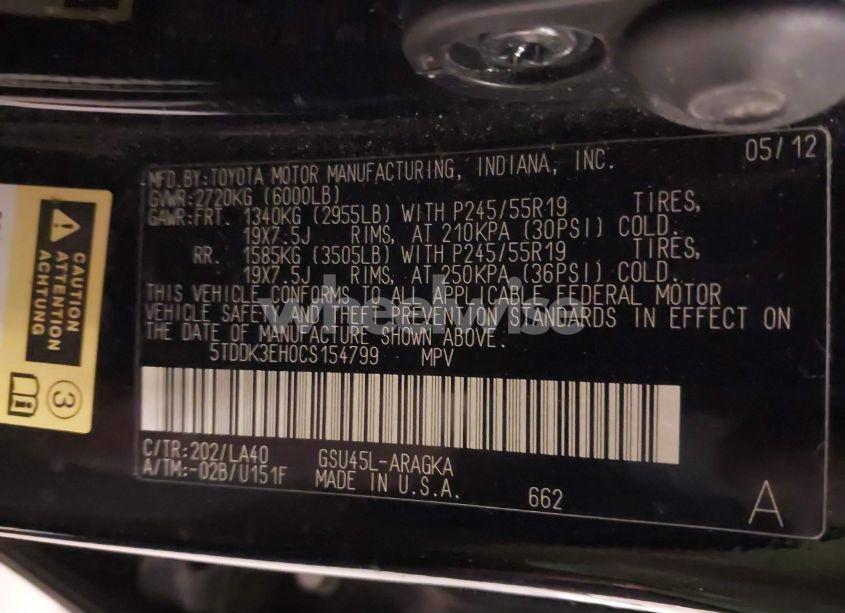 MFD.BY:TOYOTA MOTOR MANUFACTURING, INDIANA, INC. 05/12
GVWR:2720KG (6000LB)
GAWR:FRT. 1340KG (2955LB) WITH P245/55R19 TIRES,
19X7.5J RIMS, AT 210KPA (30PSI) COLD.
RR. 1585KG (3505LB) WITH P245/55R19 TIRES,
19X7.5J RIMS, AT 250KPA (36PSI) COLD.
THIS VEHICLE CONFORMS TO ALL APPLICABLE FEDERAL MOTOR
VEHICLE SAFETY AND THEFT PREVENTION STANDARDS IN EFFECT ON
THE DATE OF MANUFACTURE SHOWN ABOVE.
5TDDK3EH0CS154799 MPV
C/TR:202/LA40 GSU45L-ARAGKA
A/TM:-02B/U151F MADE IN U.S.A. 662
A
CAUTION
ATTENTION
ACHTUNG
3
wheelwise